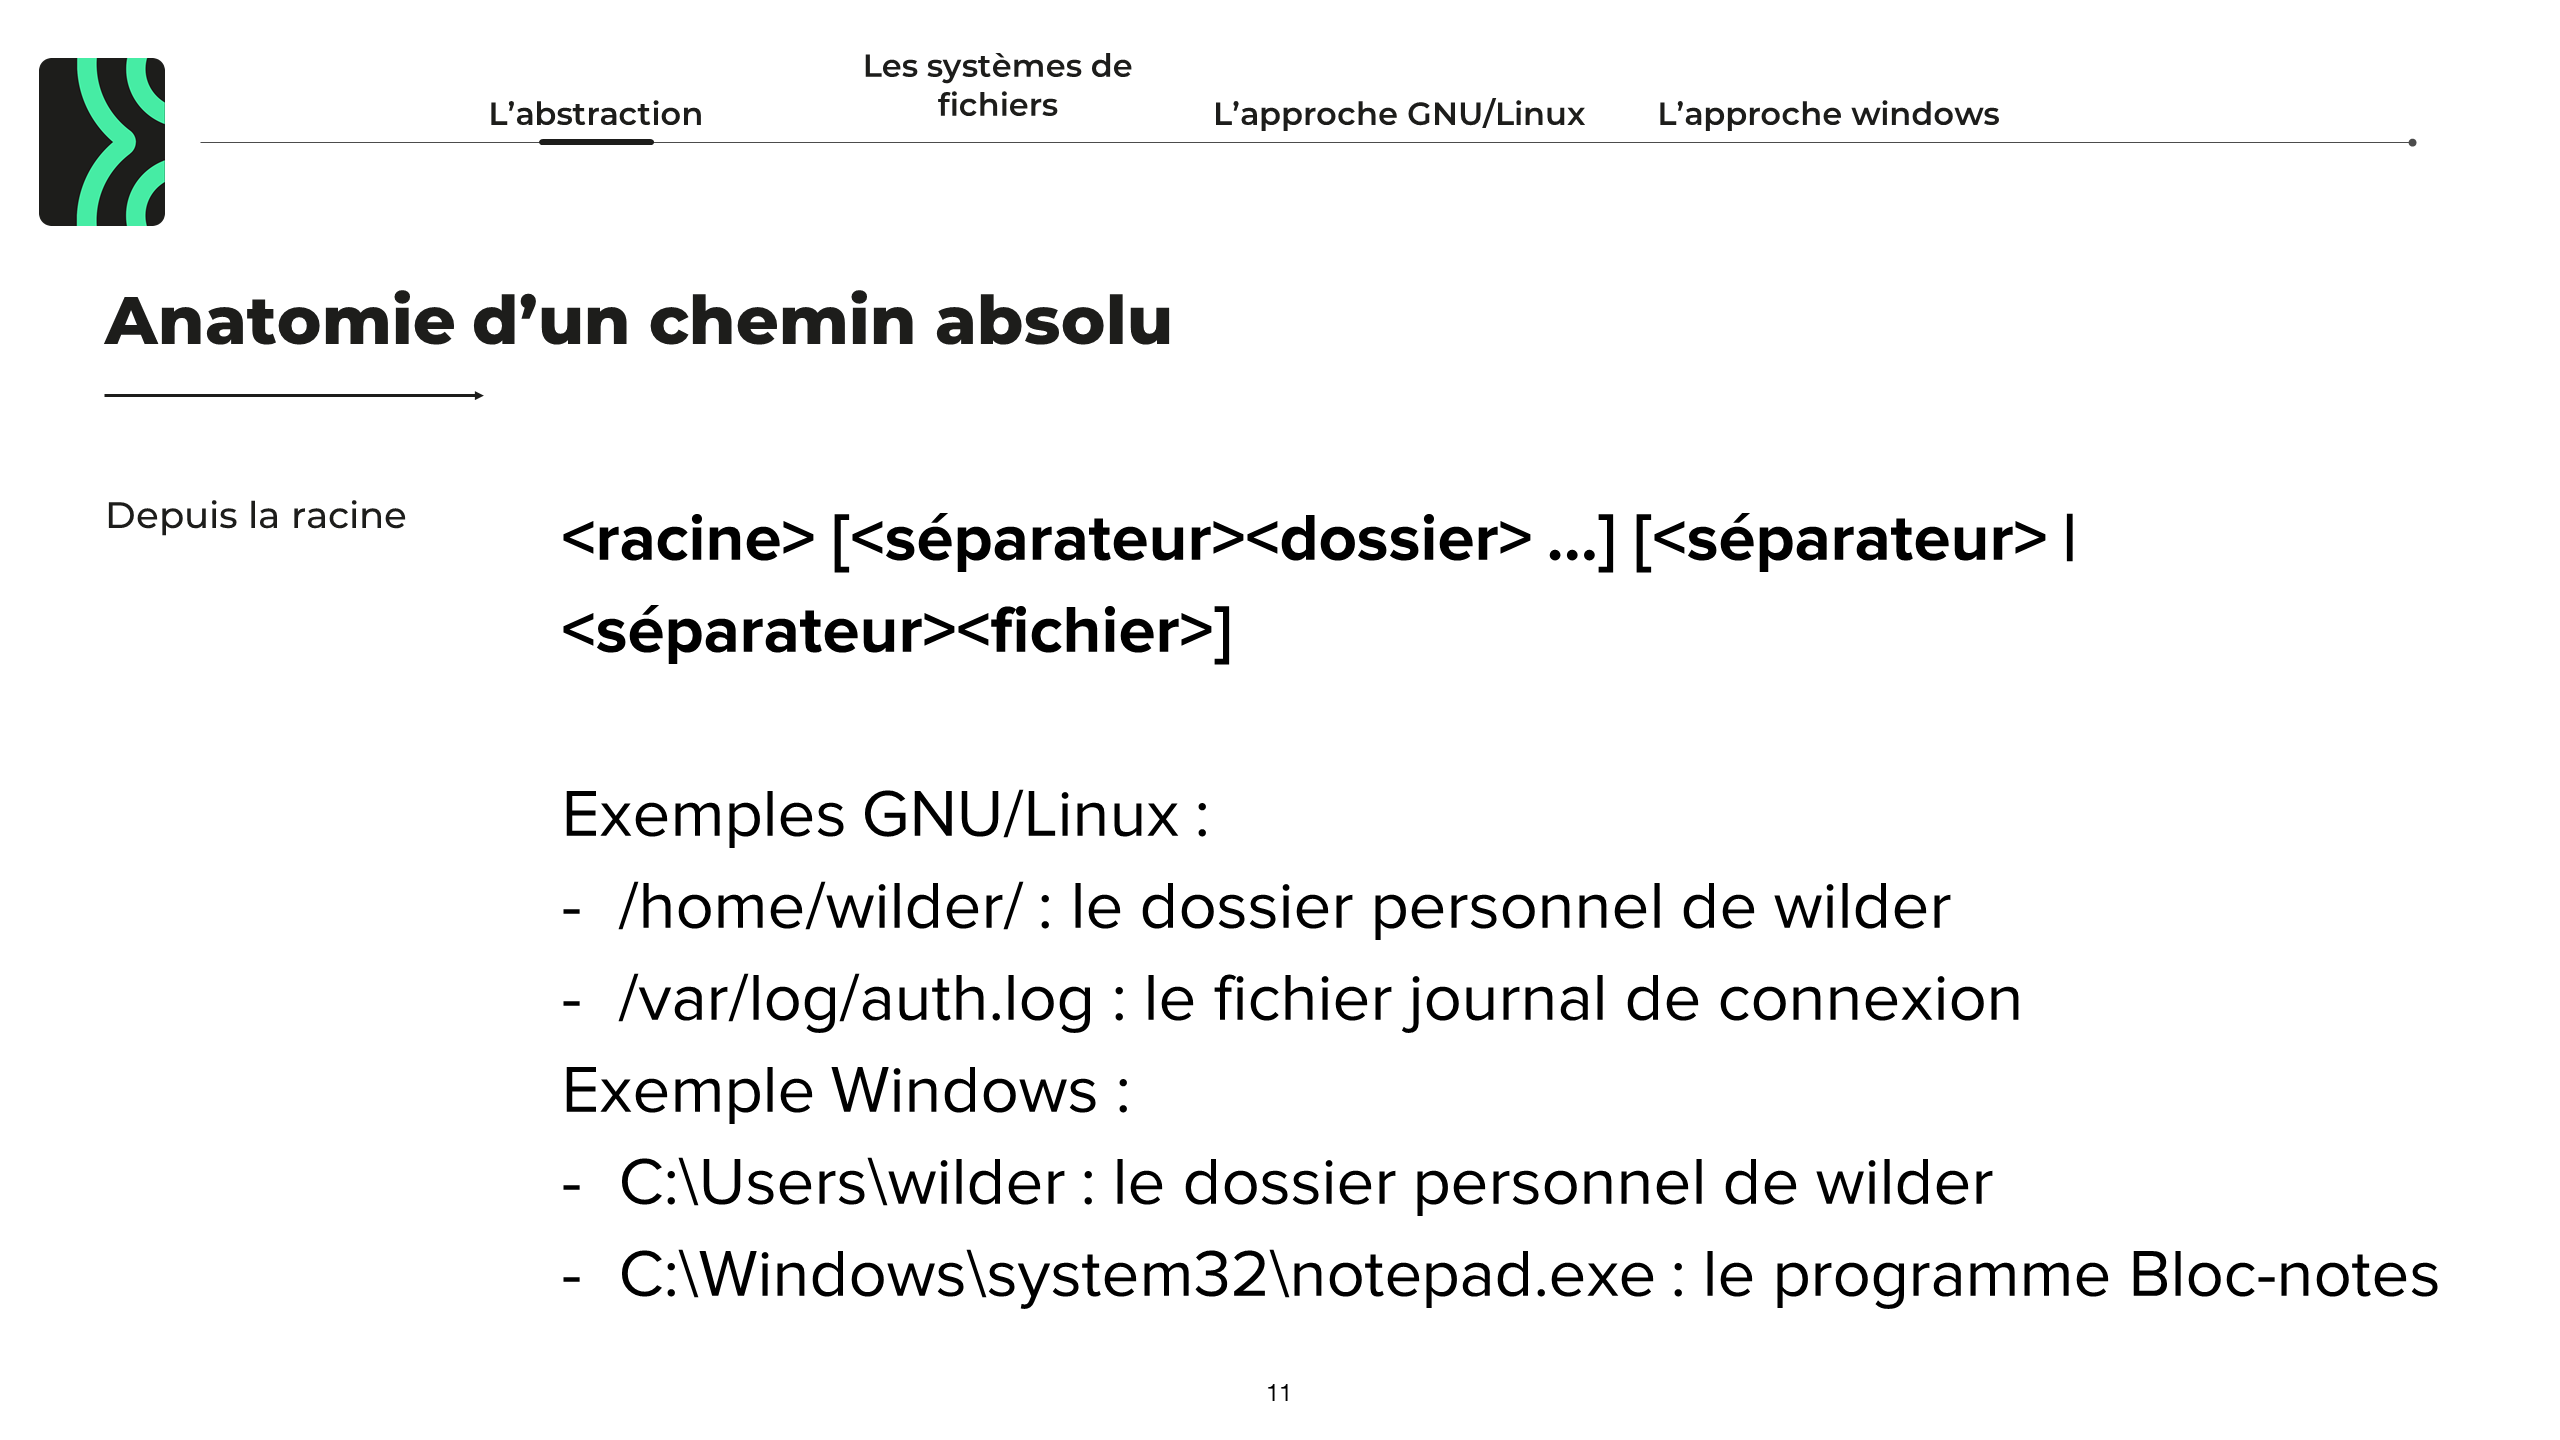 L’abstraction
Les systèmes de
fichiers
L’approche GNU/Linux
L’approche windows
Anatomie d’un chemin absolu
Depuis la racine
<racine> [<séparateur><dossier> ...] [<séparateur> |
<séparateur><fichier>]
Exemples GNU/Linux :
- /home/wilder/ : le dossier personnel de wilder
- /var/log/auth.log : le fichier journal de connexion
Exemple Windows :
- C:\Users\wilder : le dossier personnel de wilder
- C:\Windows\system32\notepad.exe : le programme Bloc-notes
11